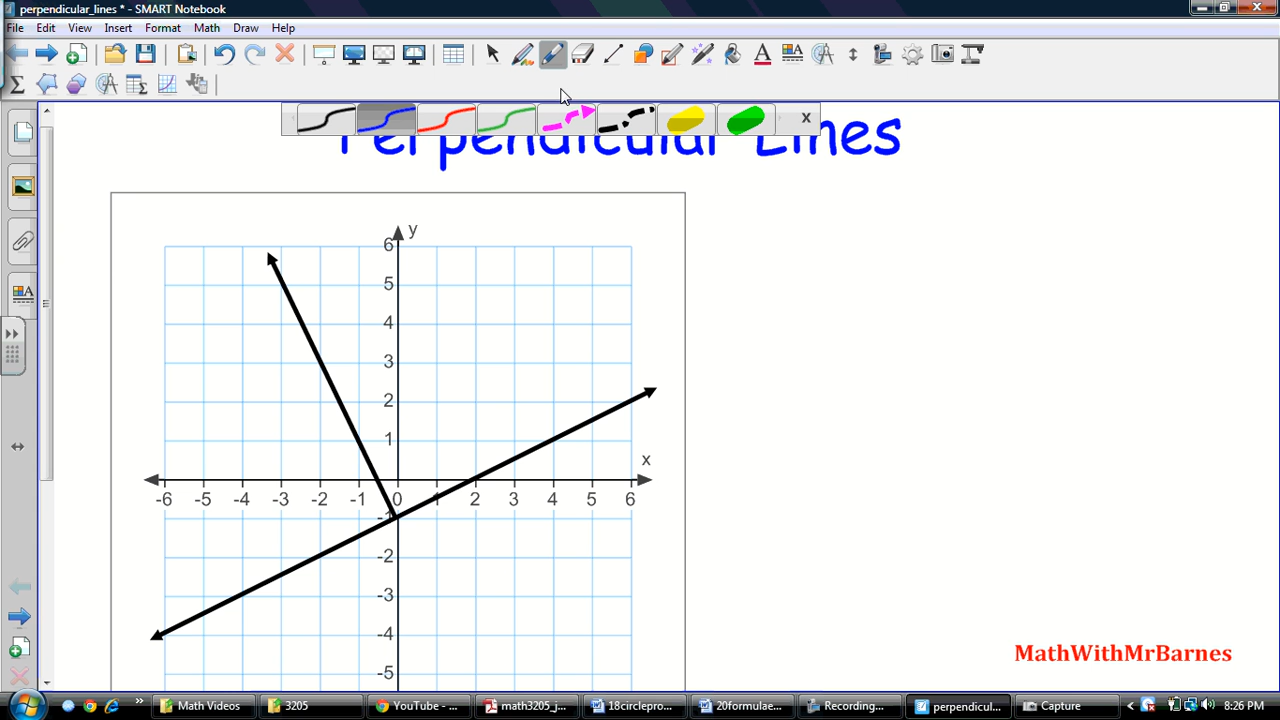 perpendicular_lines * - SMART Notebook
File Edit View Insert Format Math Draw Help
Perpendicular Lines
y
6
5
4
3
2
1
x
-6 -5 -4 -3 -2 -1 0 2 3 4 5 6
-1
-2
-3
-4
-5
MathWithMrBarnes
Math Videos 3205 YouTube - ... math3205_j... 18circlepro... 20formulae... Recording... perpendicul... Capture 8:26 PM